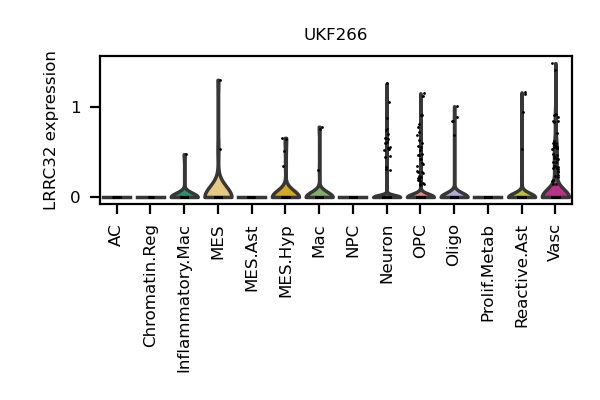 UKF266
LRRC32 expression
1
0
AC
Chromatin.Reg
Inflammatory.Mac
MES
MES.Ast
MES.Hyp
Mac
NPC
Neuron
OPC
Oligo
Prolif.Metab
Reactive.Ast
Vasc